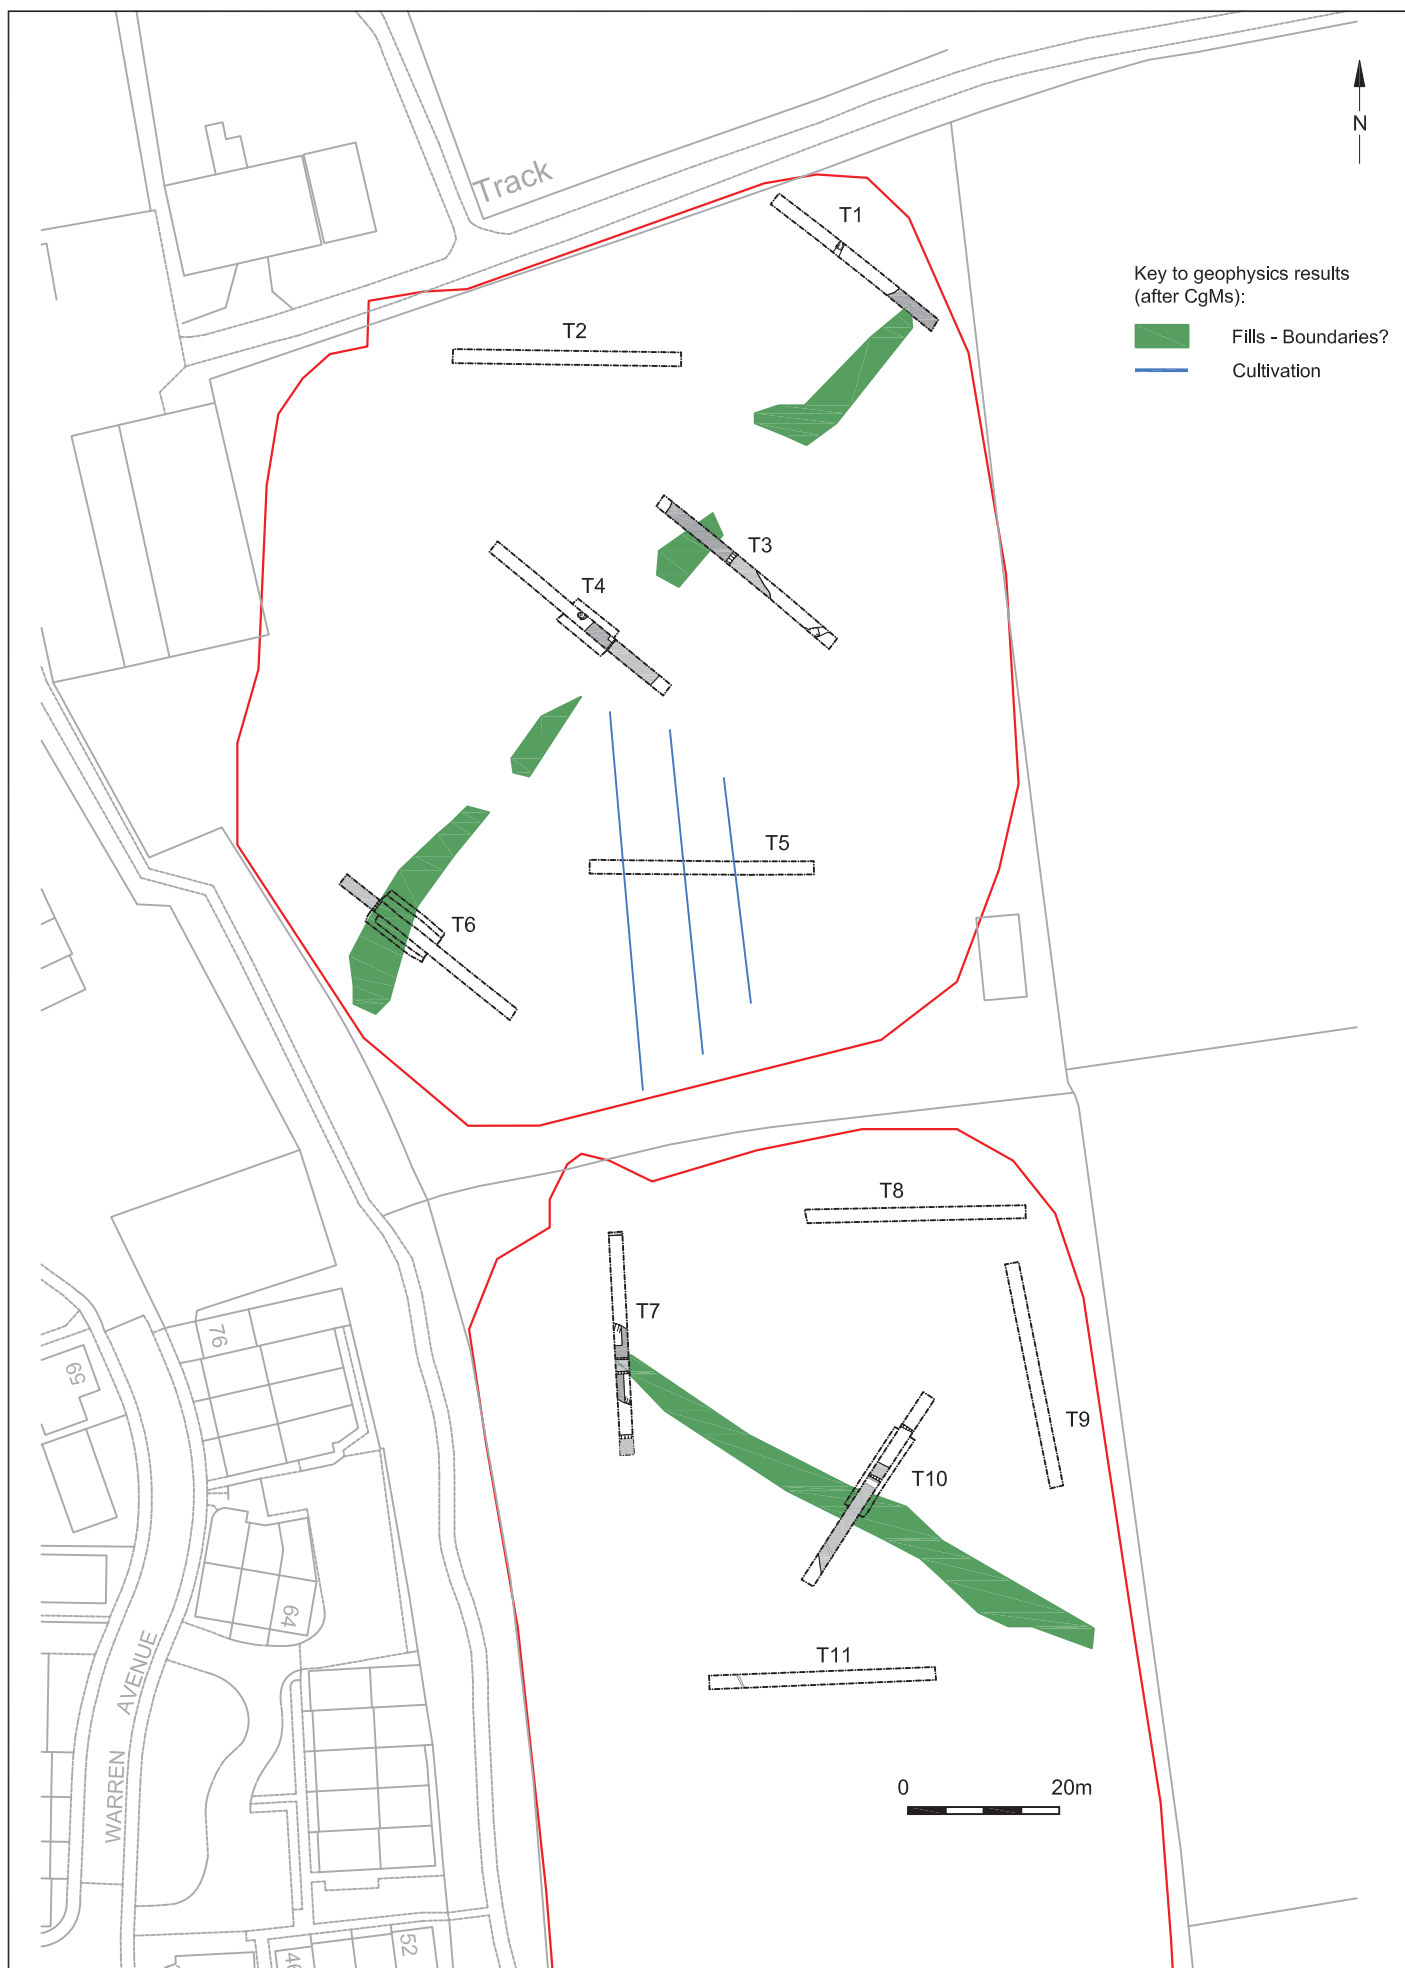 N
Track
T1
Key to geophysics results
(after CgMs):
Fills - Boundaries?
Cultivation
T2
T3
T4
T5
T6
T8
T7
76
59
T9
T10
64
WARREN AVENUE
T11
0 20m
52
46